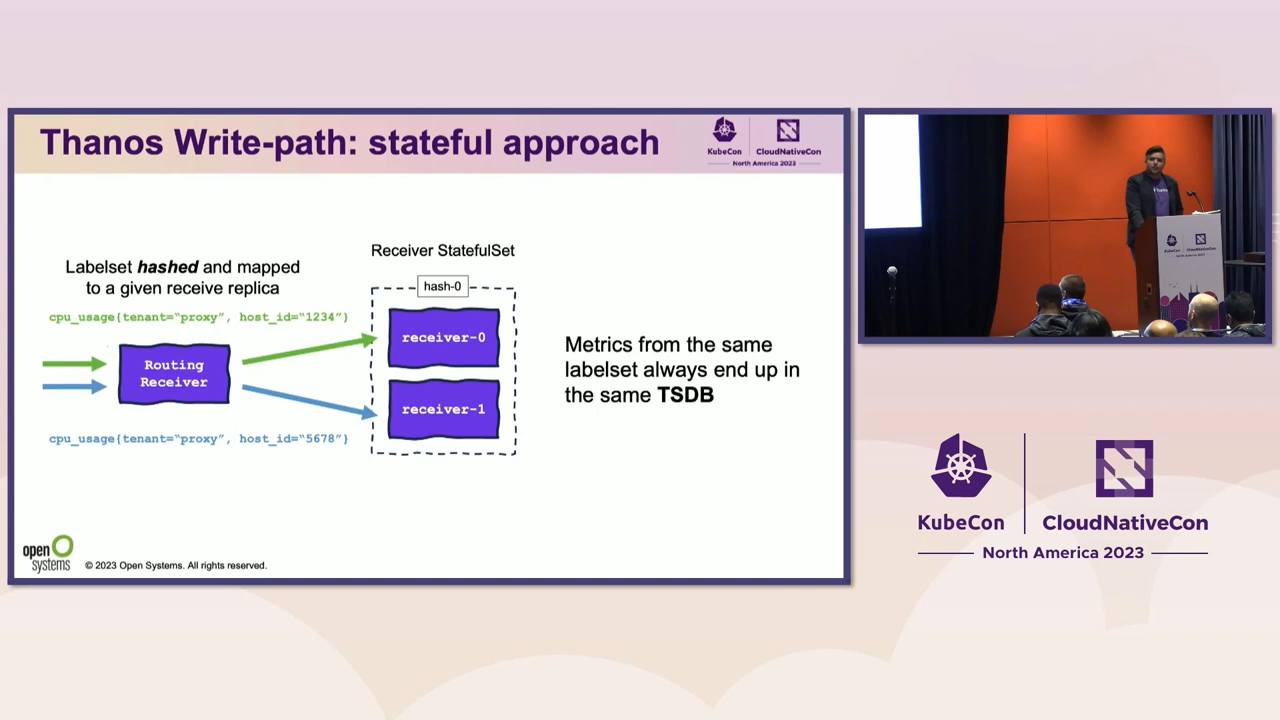 Thanos Write-path: stateful approach
KubeCon
CloudNativeCon
North America 2023
Labelset hashed and mapped
to a given receive replica
cpu_usage{tenant=“proxy”, host_id=“1234”}
Routing
Receiver
cpu_usage{tenant=“proxy”, host_id=“5678”}
Receiver StatefulSet
hash-0
receiver-0
receiver-1
Metrics from the same
labelset always end up in
the same TSDB
open
systems
© 2023 Open Systems. All rights reserved.
KubeCon
CloudNativeCon
KubeCon
CloudNativeCon
North America 2023